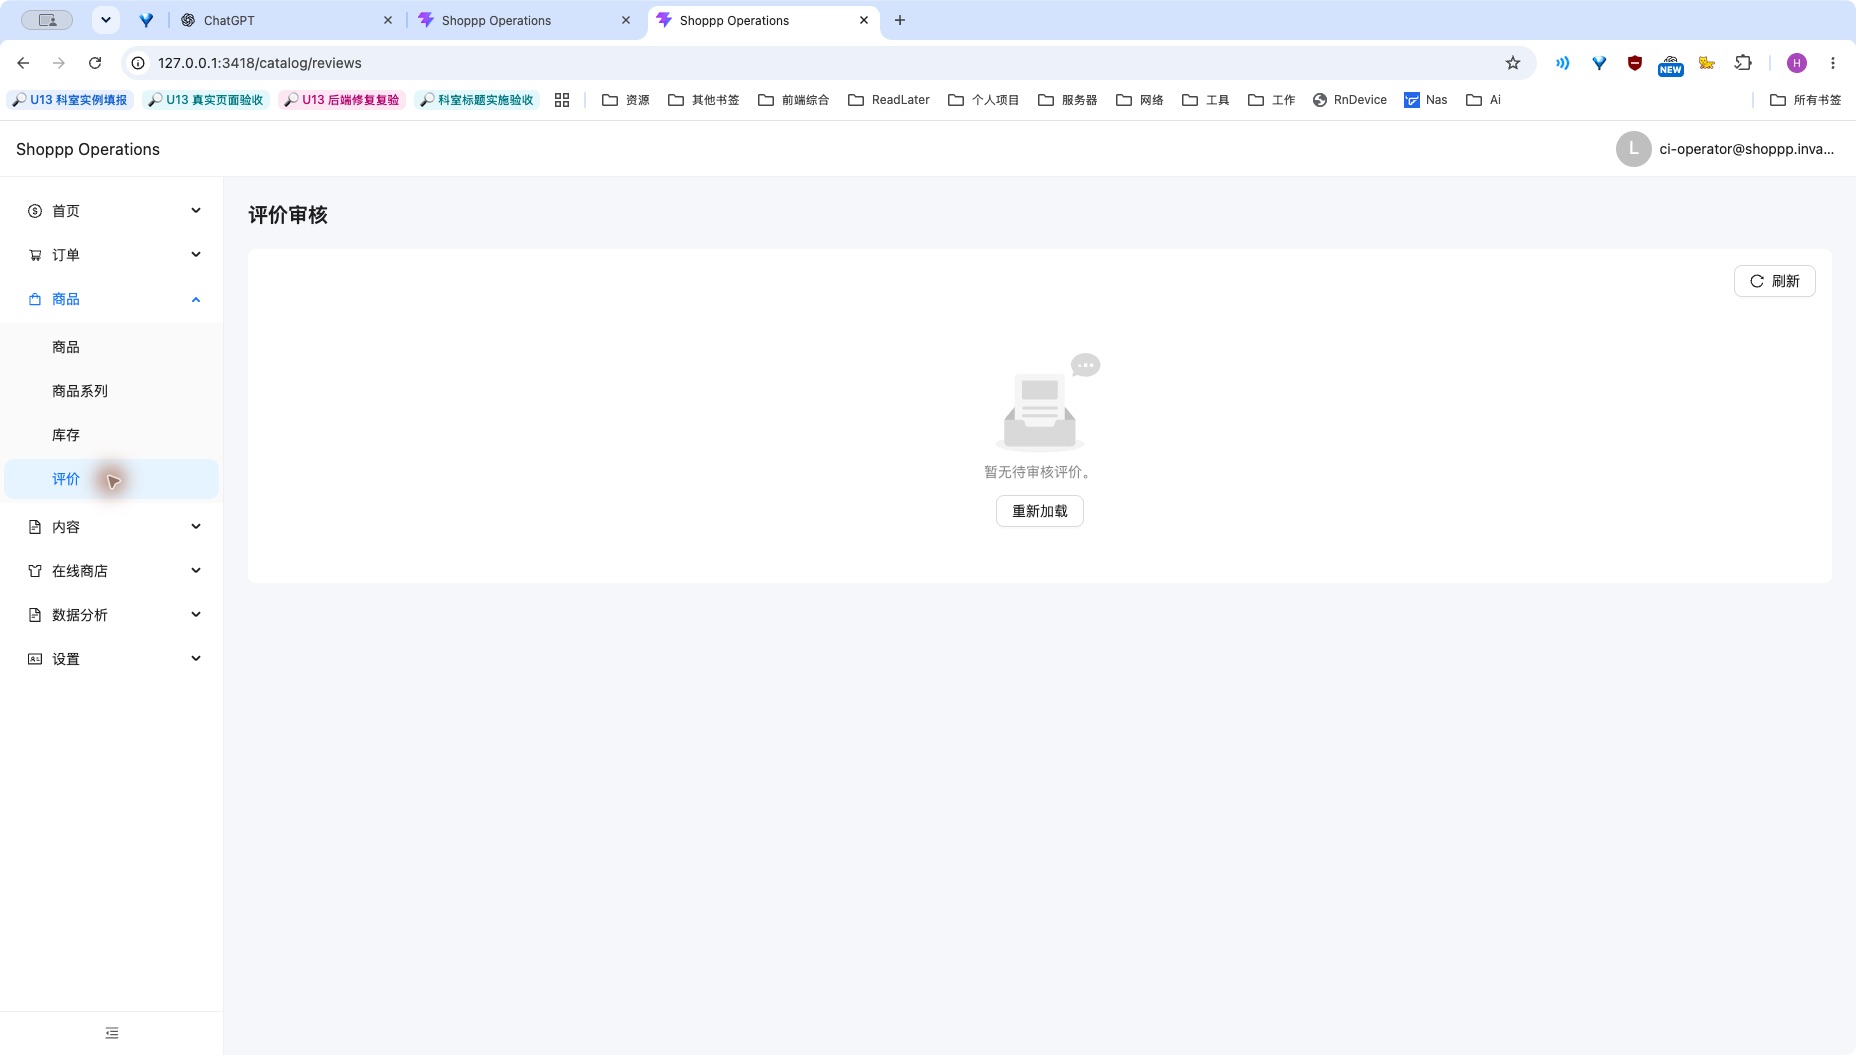 ChatGPT
Shoppp Operations
Shoppp Operations
127.0.0.1:3418/catalog/reviews
NEW
H
U13 科室实例填报
U13 真实页面验收
U13 后端修复复验
科室标题实施验收
资源
其他书签
前端综合
ReadLater
个人项目
服务器
网络
工具
工作
RnDevice
Nas
Ai
所有书签
Shoppp Operations
L
ci-operator@shoppp.inva...
首页
订单
商品
商品
商品系列
库存
评价
内容
在线商店
数据分析
设置
评价审核
刷新
暂无待审核评价。
重新加载